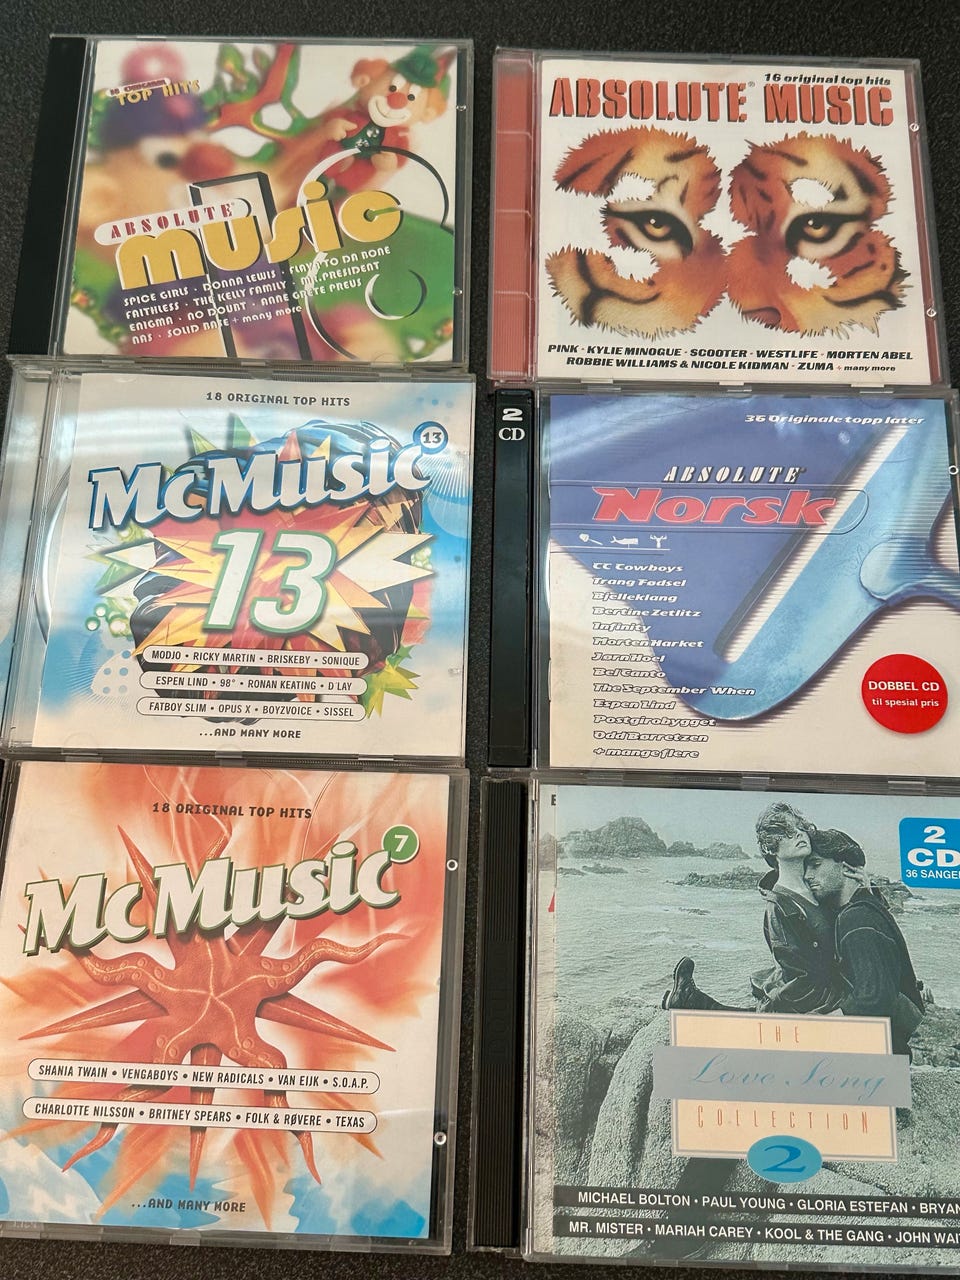 18 ORIGINAL
TOP HITS
ABSOLUTE®
music
16
SPICE GIRLS · DONNA LEWIS · FLAVA TO DA BONE
FAITHLESS · THE KELLY FAMILY · MR. PRESIDENT
ENIGMA · NO DOUBT · ANNE GRETE PREUS
NAS · SOLID BASE + many more
16 original top hits
ABSOLUTE® MUSIC
38
PINK · KYLIE MINOGUE · SCOOTER · WESTLIFE · MORTEN ABEL
ROBBIE WILLIAMS & NICOLE KIDMAN · ZUMA + many more
18 ORIGINAL TOP HITS
McMusic 13
13
MODJO • RICKY MARTIN • BRISKEBY • SONIQUE
ESPEN LIND • 98° • RONAN KEATING • D'LAY
FATBOY SLIM • OPUS X • BOYZVOICE • SISSEL
...AND MANY MORE
2
CD
36 Originale topp later
ABSOLUTE®
Norsk
CC Cowboys
Trang Fødsel
Bjelleklang
Bertine Zetlitz
Infinity
Morten Harket
Jørn Hoel
Bel Canto
The September When
Espen Lind
Postgirobygget
Odd Børretzen
+ mange flere
DOBBEL CD
til spesial pris
18 ORIGINAL TOP HITS
McMusic 7
SHANIA TWAIN • VENGABOYS • NEW RADICALS • VAN EIJK • S.O.A.P.
CHARLOTTE NILSSON • BRITNEY SPEARS • FOLK & RØVERE • TEXAS
...AND MANY MORE
2
CD
36 SANGER
THE
Love Song
COLLECTION
2
MICHAEL BOLTON • PAUL YOUNG • GLORIA ESTEFAN • BRYAN
MR. MISTER • MARIAH CAREY • KOOL & THE GANG • JOHN WAI